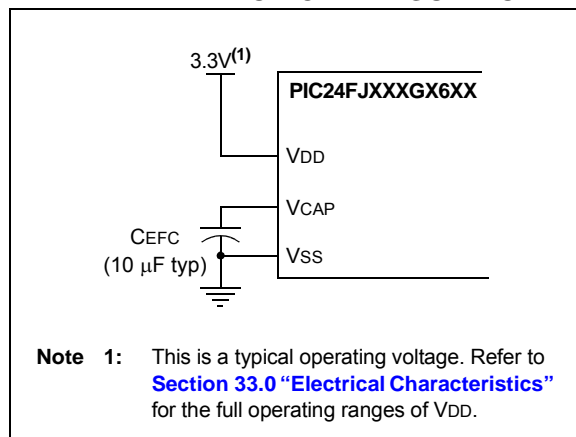 3.3V(1)
PIC24FJXXXGX6XX
VDD
VCAP
CEFC
(10 μF typ)
VSS
Note 1: This is a typical operating voltage. Refer to
Section 33.0 “Electrical Characteristics”
for the full operating ranges of VDD.